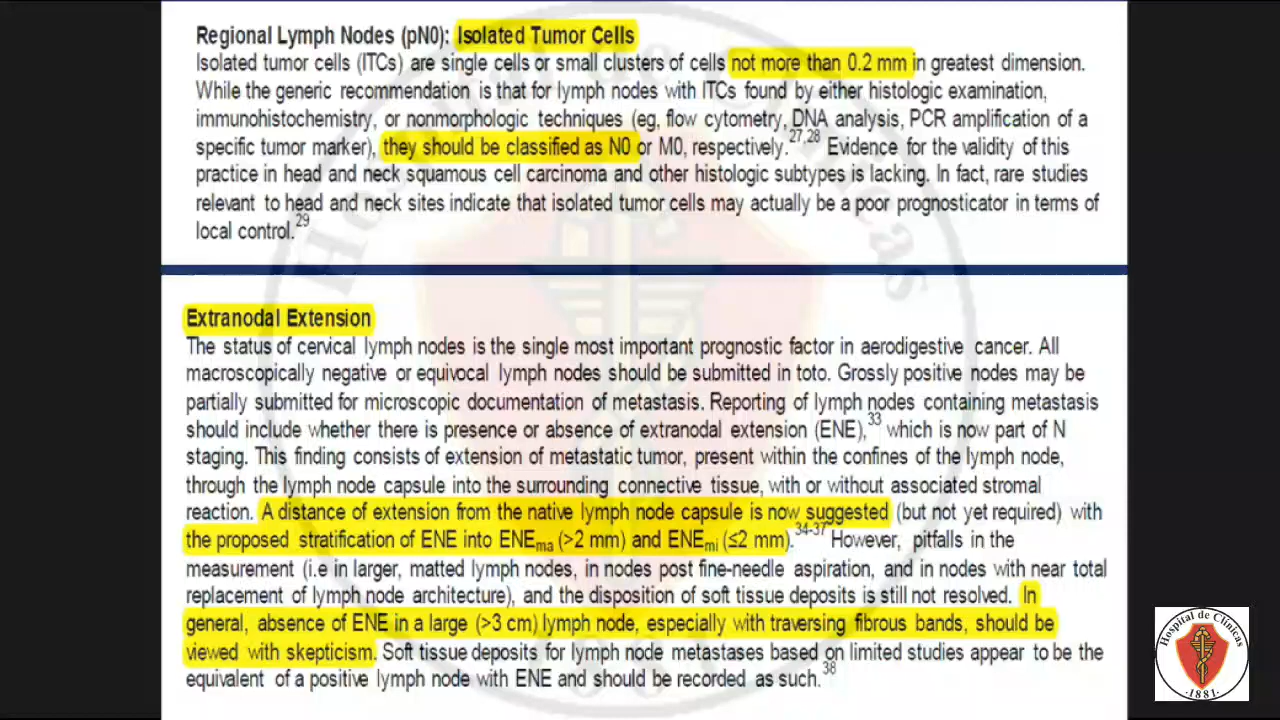 Regional Lymph Nodes (pN0): Isolated Tumor Cells
Isolated tumor cells (ITCs) are single cells or small clusters of cells not more than 0.2 mm in greatest dimension.
While the generic recommendation is that for lymph nodes with ITCs found by either histologic examination,
immunohistochemistry, or nonmorphologic techniques (eg, flow cytometry, DNA analysis, PCR amplification of a
specific tumor marker), they should be classified as N0 or M0, respectively.27,28 Evidence for the validity of this
practice in head and neck squamous cell carcinoma and other histologic subtypes is lacking. In fact, rare studies
relevant to head and neck sites indicate that isolated tumor cells may actually be a poor prognosticator in terms of
local control.29
Extranodal Extension
The status of cervical lymph nodes is the single most important prognostic factor in aerodigestive cancer. All
macroscopically negative or equivocal lymph nodes should be submitted in toto. Grossly positive nodes may be
partially submitted for microscopic documentation of metastasis. Reporting of lymph nodes containing metastasis
should include whether there is presence or absence of extranodal extension (ENE),33 which is now part of N
staging. This finding consists of extension of metastatic tumor, present within the confines of the lymph node,
through the lymph node capsule into the surrounding connective tissue, with or without associated stromal
reaction. A distance of extension from the native lymph node capsule is now suggested (but not yet required) with
the proposed stratification of ENE into ENEma (>2 mm) and ENEmi (≤2 mm).34-37 However, pitfalls in the
measurement (i.e in larger, matted lymph nodes, in nodes post fine-needle aspiration, and in nodes with near total
replacement of lymph node architecture), and the disposition of soft tissue deposits is still not resolved. In
general, absence of ENE in a large (>3 cm) lymph node, especially with traversing fibrous bands, should be
viewed with skepticism. Soft tissue deposits for lymph node metastases based on limited studies appear to be the
equivalent of a positive lymph node with ENE and should be recorded as such.38
Hospital de Clínicas
·1881·